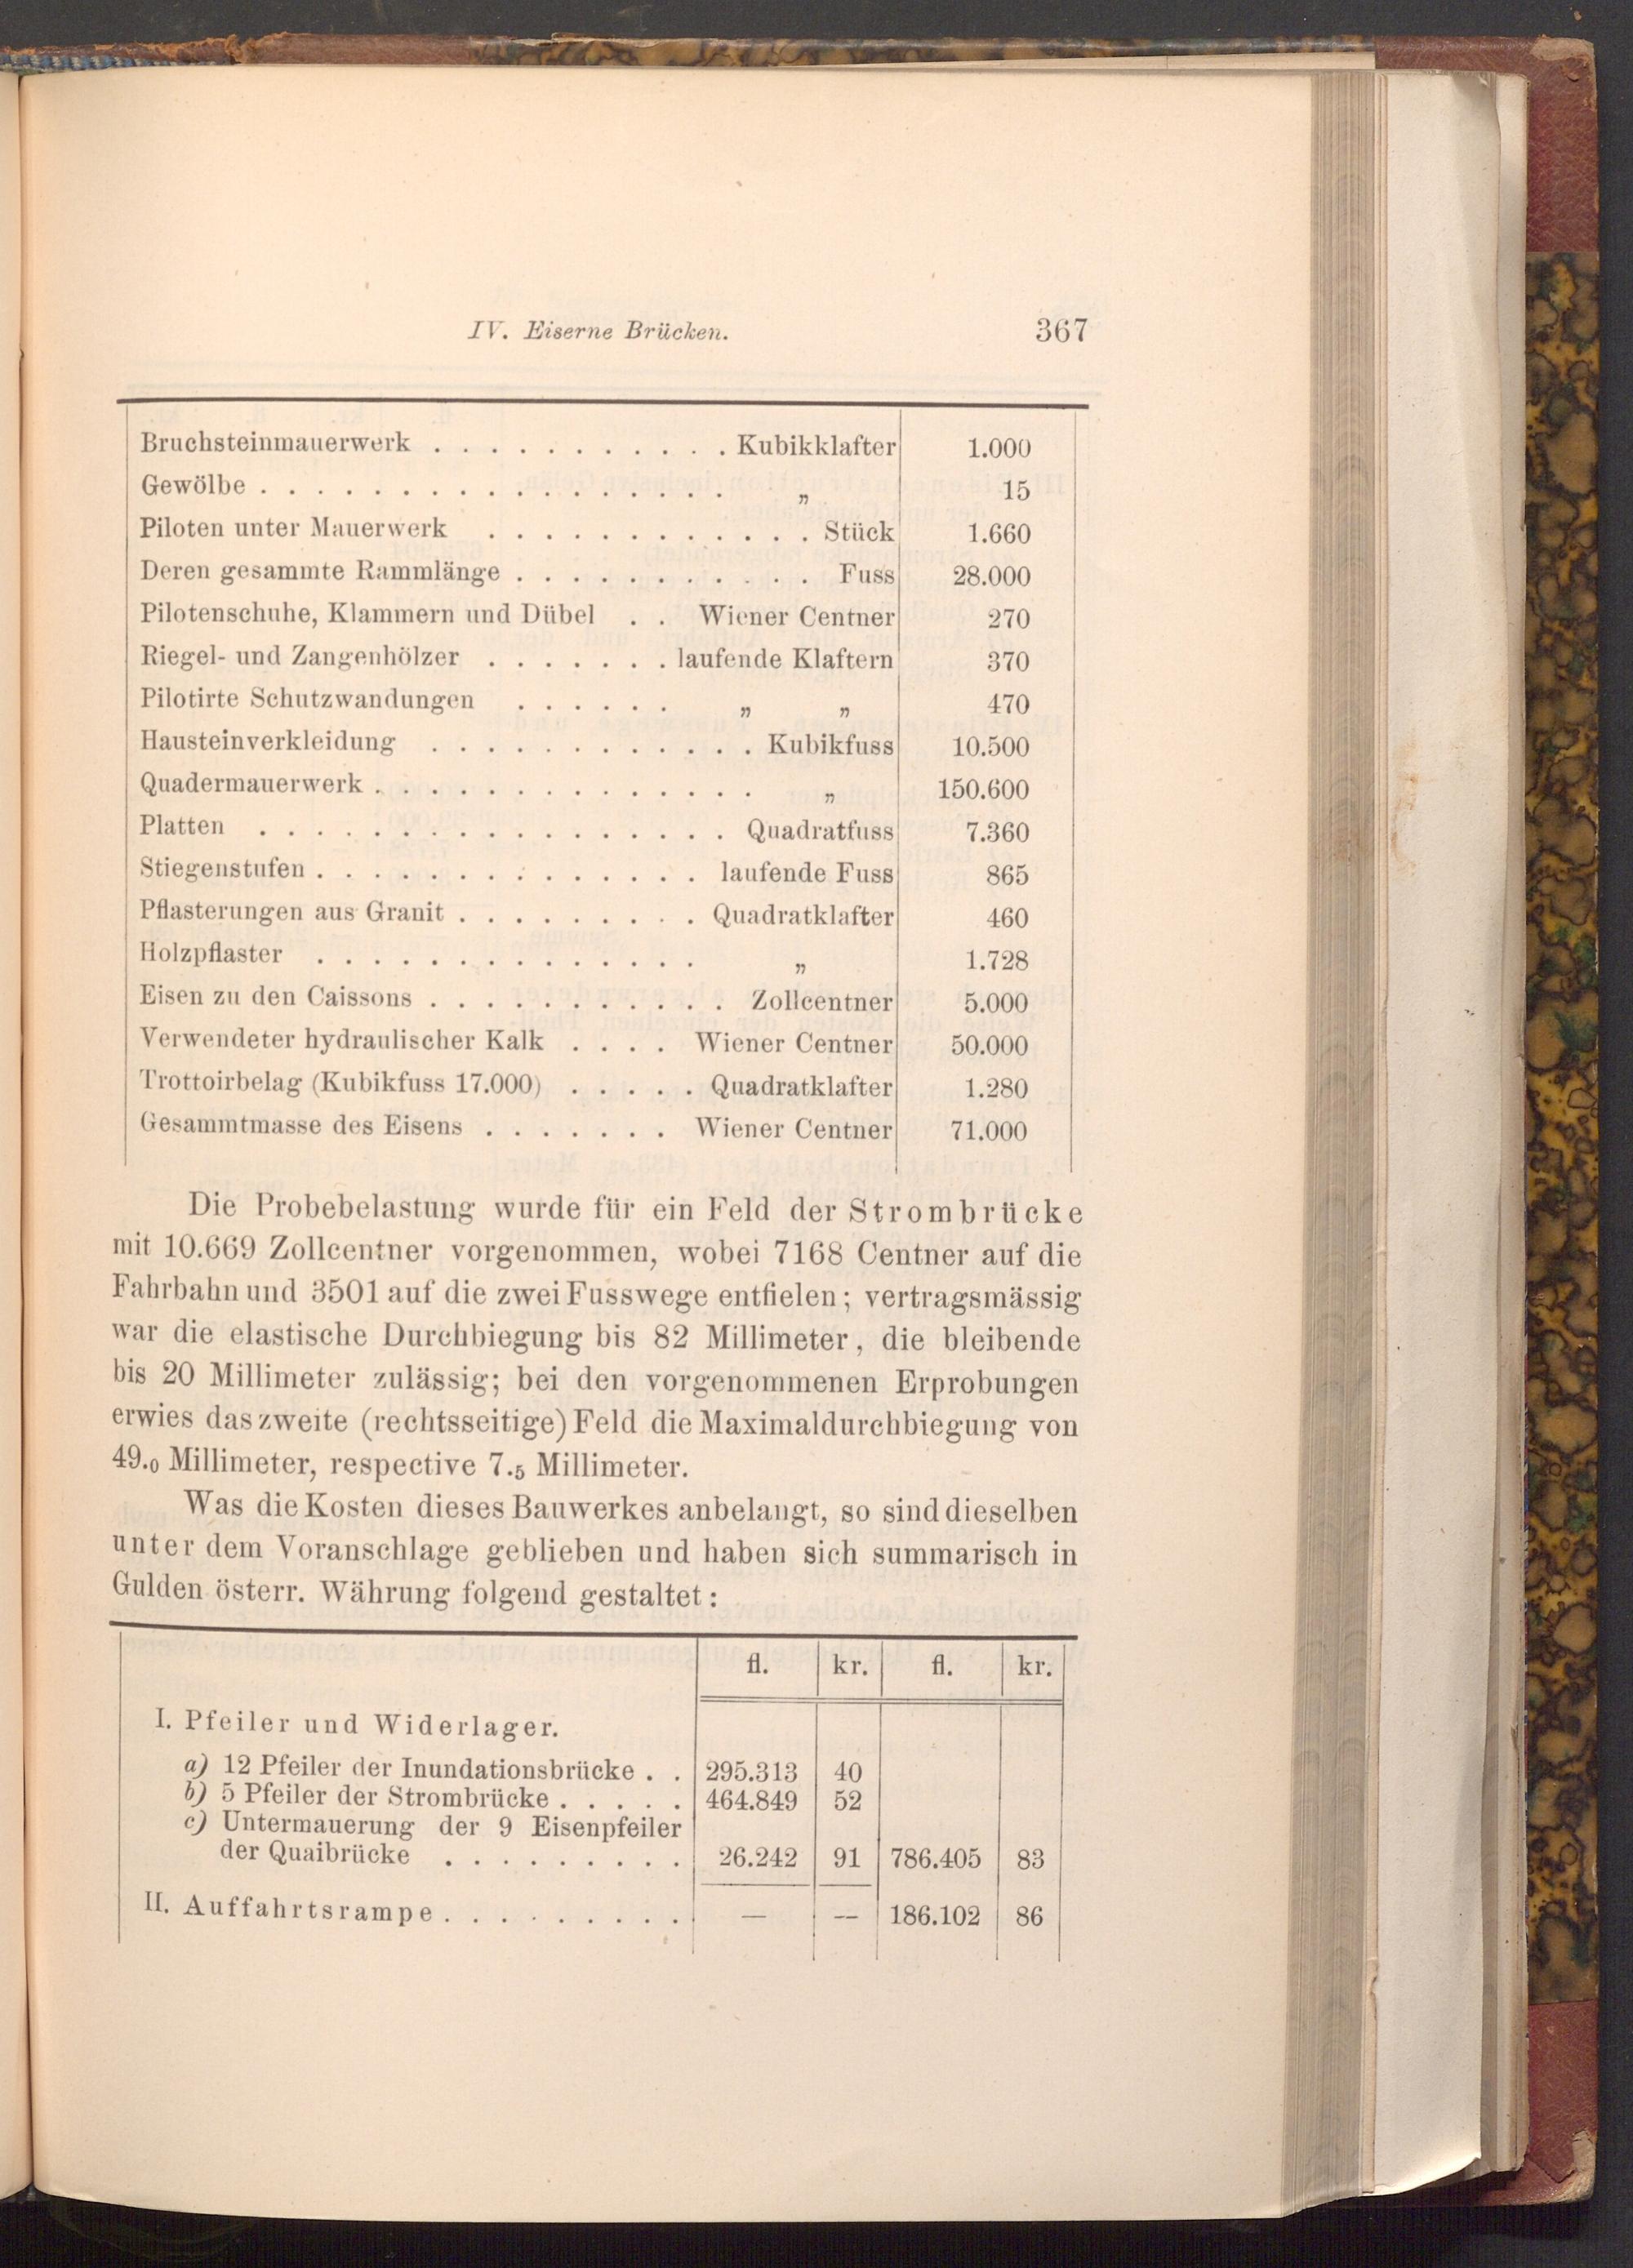 IV. Eiserne Brücken. 367
Bruchsteinmauerwerk . . . . . . . . . . . Kubikklafter 1.000
Gewölbe . . . . . . . . . . . . . . . . . „ 15
Piloten unter Mauerwerk . . . . . . . . . . . . Stück 1.660
Deren gesammte Rammlänge . . . . . . . . . . . Fuss 28.000
Pilotenschuhe, Klammern und Dübel . . Wiener Centner 270
Riegel- und Zangenhölzer . . . . . . . laufende Klaftern 370
Pilotirte Schutzwandungen . . . . . . „ „ 470
Hausteinverkleidung . . . . . . . . . . . . Kubikfuss 10.500
Quadermauerwerk . . . . . . . . . . . . . . „ 150.600
Platten . . . . . . . . . . . . . . . . . Quadratfuss 7.360
Stiegenstufen . . . . . . . . . . . . . . laufende Fuss 865
Pflasterungen aus Granit . . . . . . . . . Quadratklafter 460
Holzpflaster . . . . . . . . . . . . . . „ 1.728
Eisen zu den Caissons . . . . . . . . . . . Zollcentner 5.000
Verwendeter hydraulischer Kalk . . . . Wiener Centner 50.000
Trottoirbelag (Kubikfuss 17.000) . . . . . Quadratklafter 1.280
Gesammtmasse des Eisens . . . . . . . Wiener Centner 71.000
Die Probebelastung wurde für ein Feld der Strombrücke
mit 10.669 Zollcentner vorgenommen, wobei 7168 Centner auf die
Fahrbahn und 3501 auf die zwei Fusswege entfielen; vertragsmässig
war die elastische Durchbiegung bis 82 Millimeter, die bleibende
bis 20 Millimeter zulässig; bei den vorgenommenen Erprobungen
erwies das zweite (rechtsseitige) Feld die Maximaldurchbiegung von
49.₀ Millimeter, respective 7.₅ Millimeter.
Was die Kosten dieses Bauwerkes anbelangt, so sind dieselben
unter dem Voranschlage geblieben und haben sich summarisch in
Gulden österr. Währung folgend gestaltet:
fl. kr. fl. kr.
I. Pfeiler und Widerlager.
a) 12 Pfeiler der Inundationsbrücke . . 295.313 40
b) 5 Pfeiler der Strombrücke . . . . . 464.849 52
c) Untermauerung der 9 Eisenpfeiler
der Quaibrücke . . . . . . . . . 26.242 91 786.405 83
II. Auffahrtsrampe . . . . . . . . . — — 186.102 86